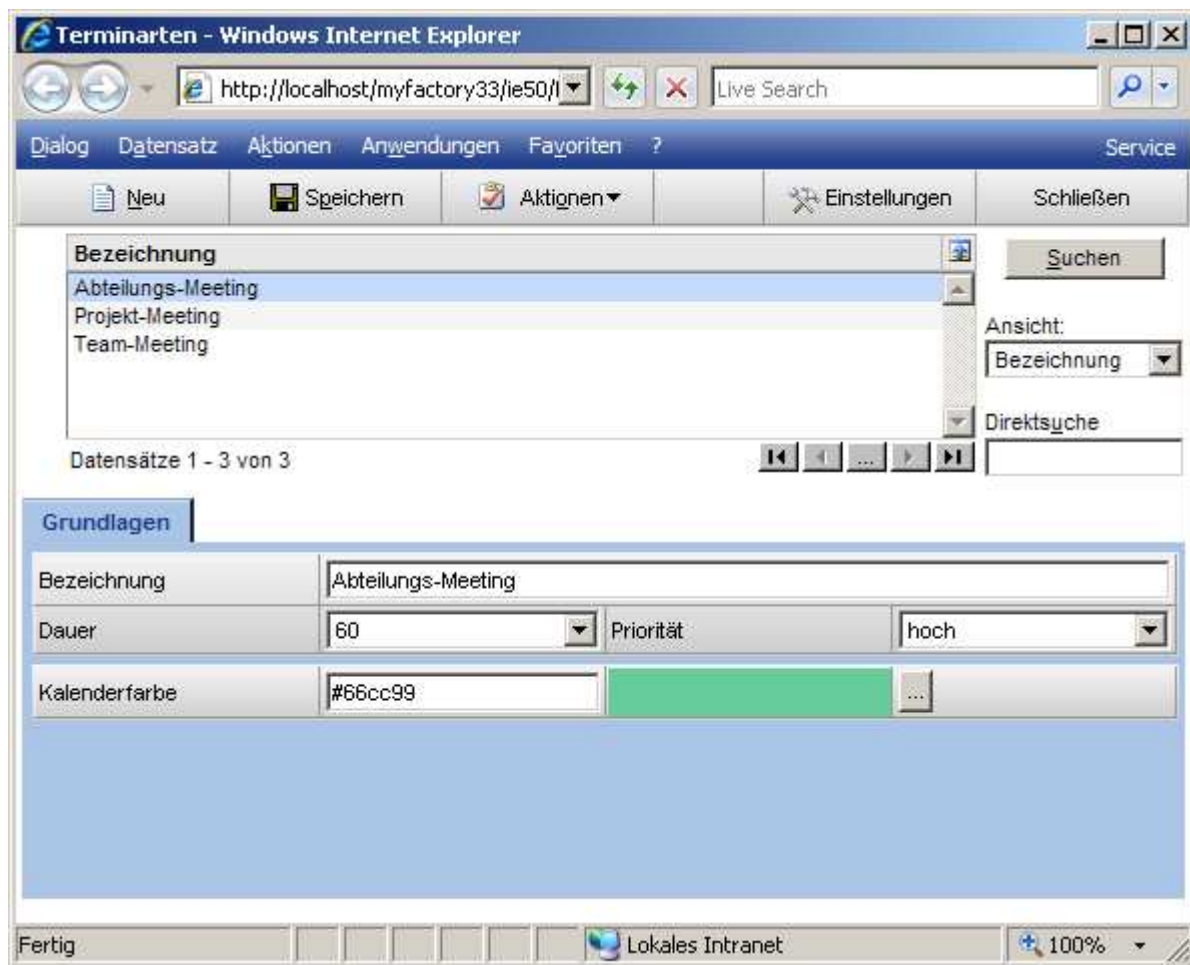 Terminarten - Windows Internet Explorer
http://localhost/myfactory33/ie50/
Live Search
Dialog Datensatz Aktionen Anwendungen Favoriten ? Service
Neu Speichern Aktionen Einstellungen Schließen
Bezeichnung
Suchen
Abteilungs-Meeting
Projekt-Meeting
Team-Meeting
Ansicht:
Bezeichnung
Direktsuche
Datensätze 1 - 3 von 3
...
Grundlagen
Bezeichnung Abteilungs-Meeting
Dauer 60 Priorität hoch
Kalenderfarbe #66cc99 ...
Fertig Lokales Intranet 100%